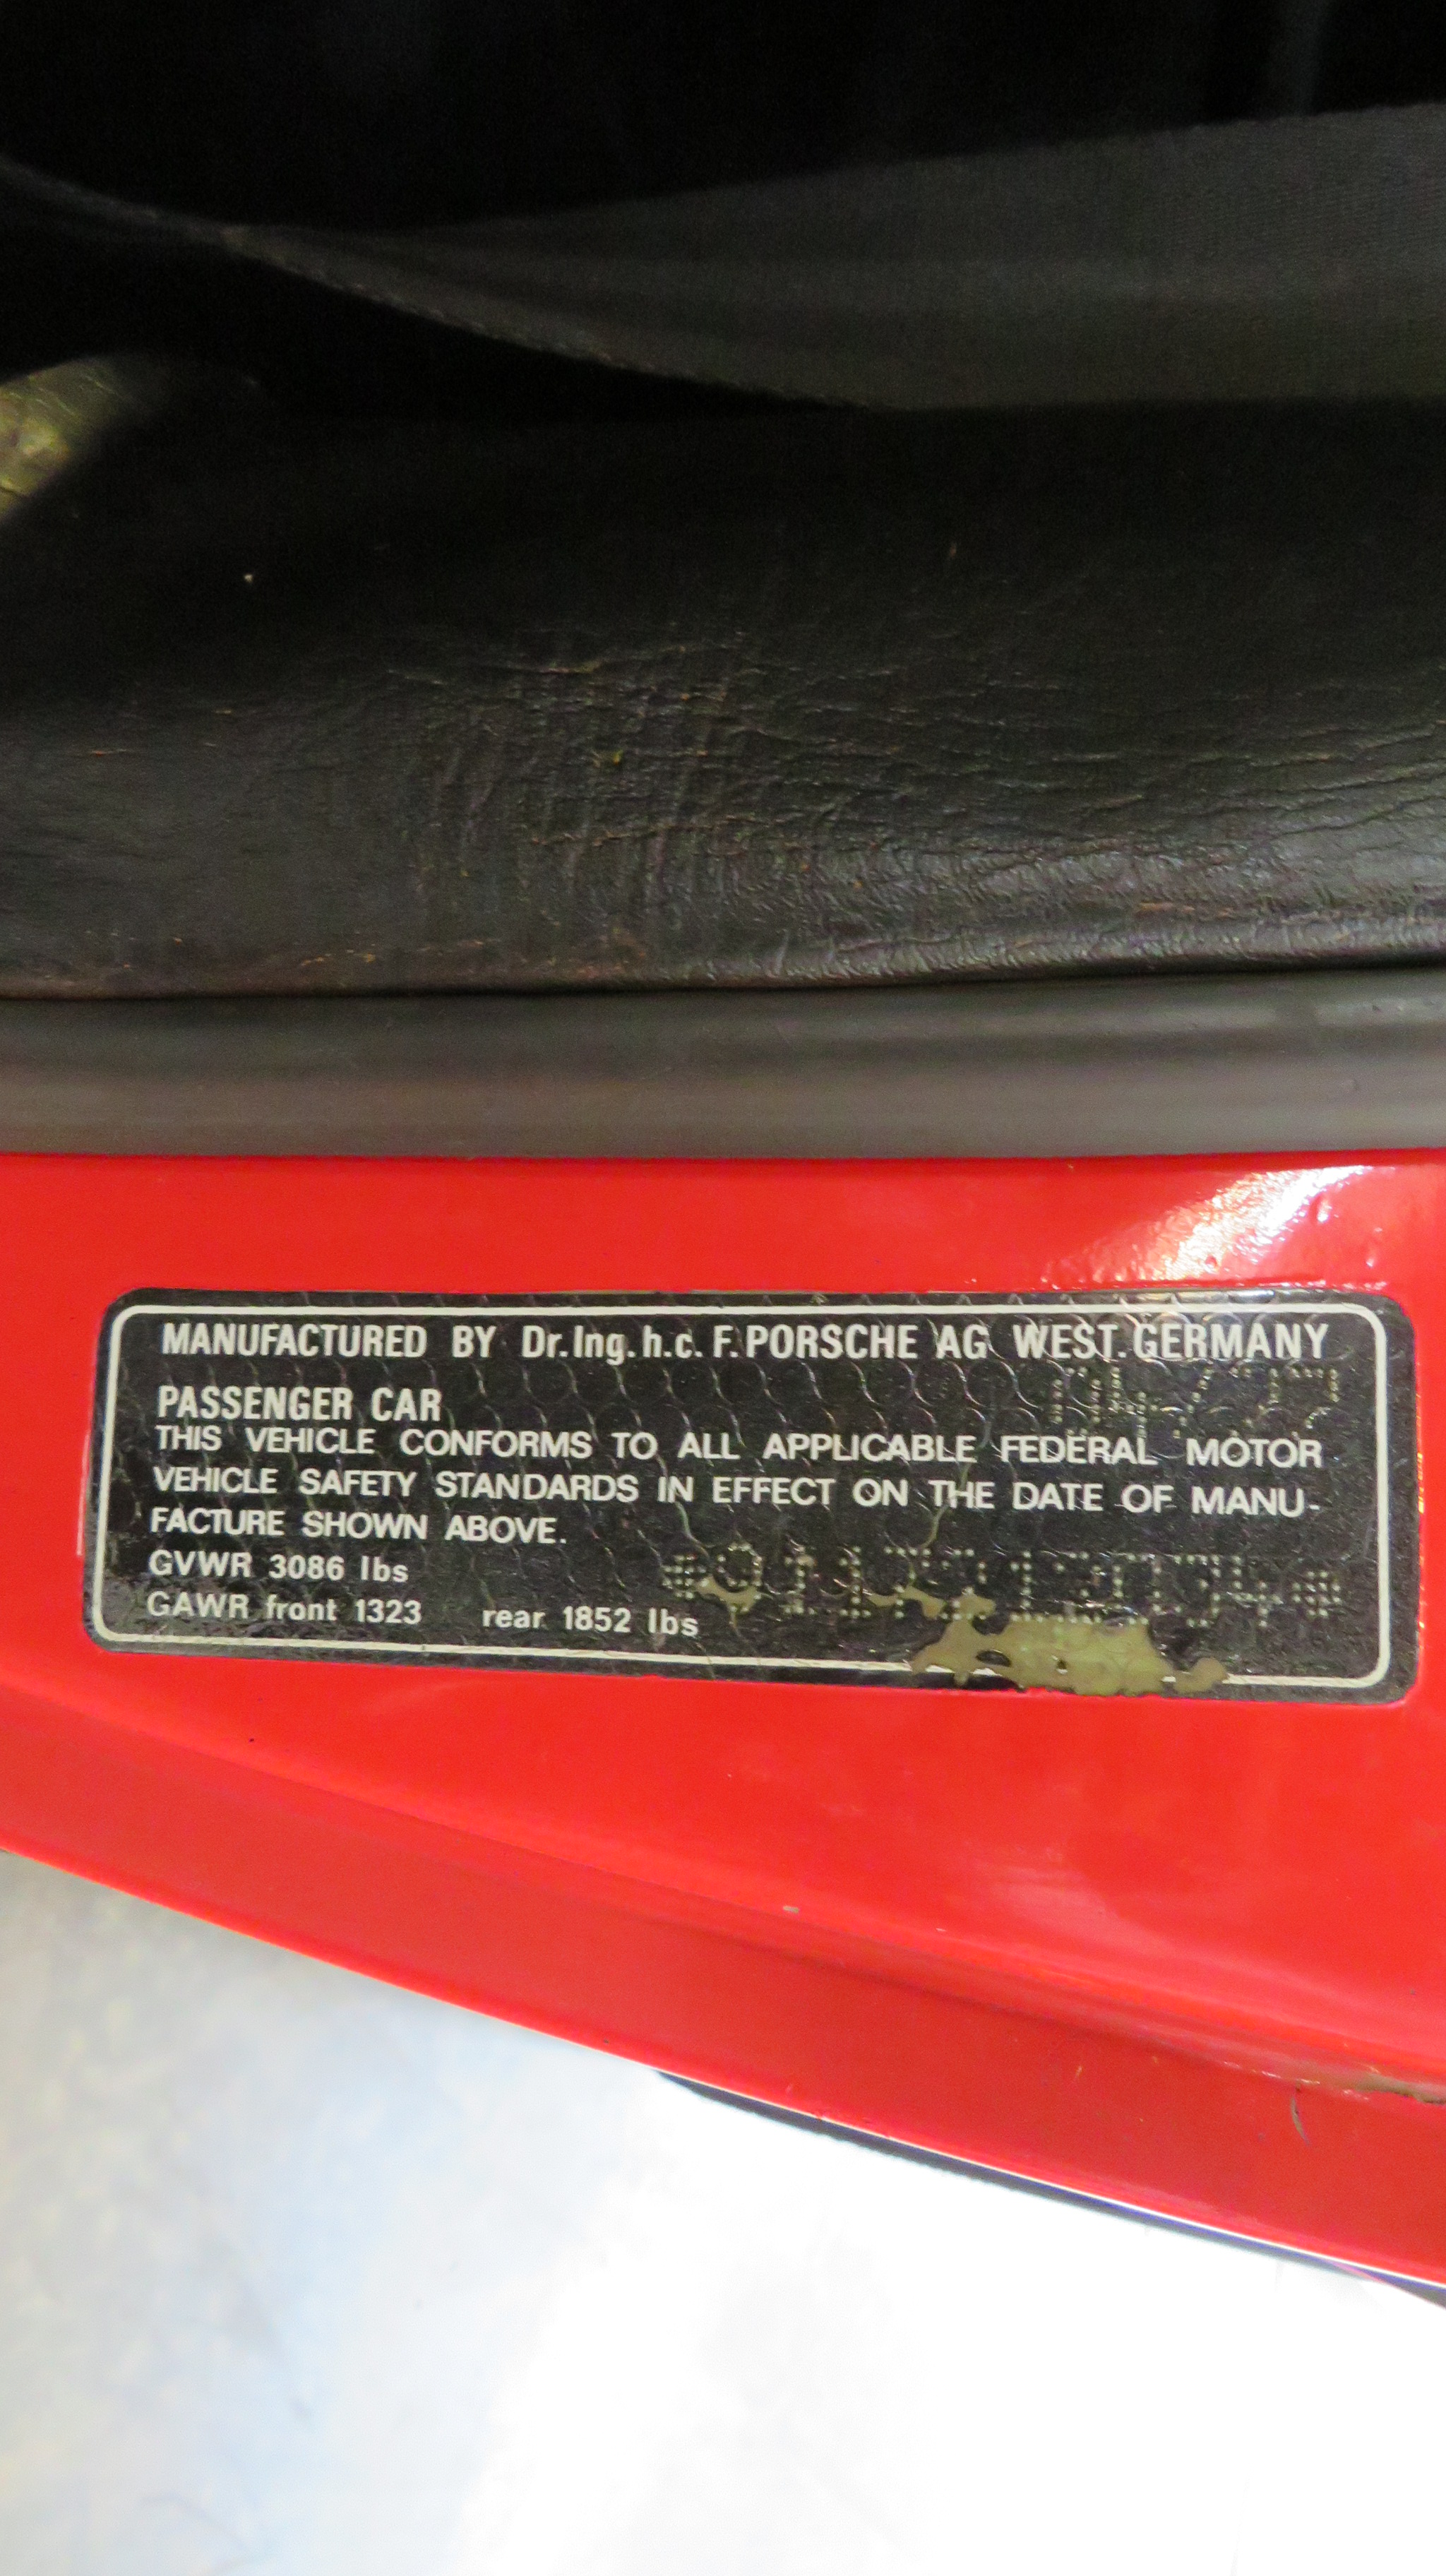 MANUFACTURED BY Dr.Ing.h.c. F.PORSCHE AG WEST.GERMANY
PASSENGER CAR
THIS VEHICLE CONFORMS TO ALL APPLICABLE FEDERAL MOTOR
VEHICLE SAFETY STANDARDS IN EFFECT ON THE DATE OF MANU-
FACTURE SHOWN ABOVE.
GVWR 3086 lbs
GAWR front 1323 rear 1852 lbs